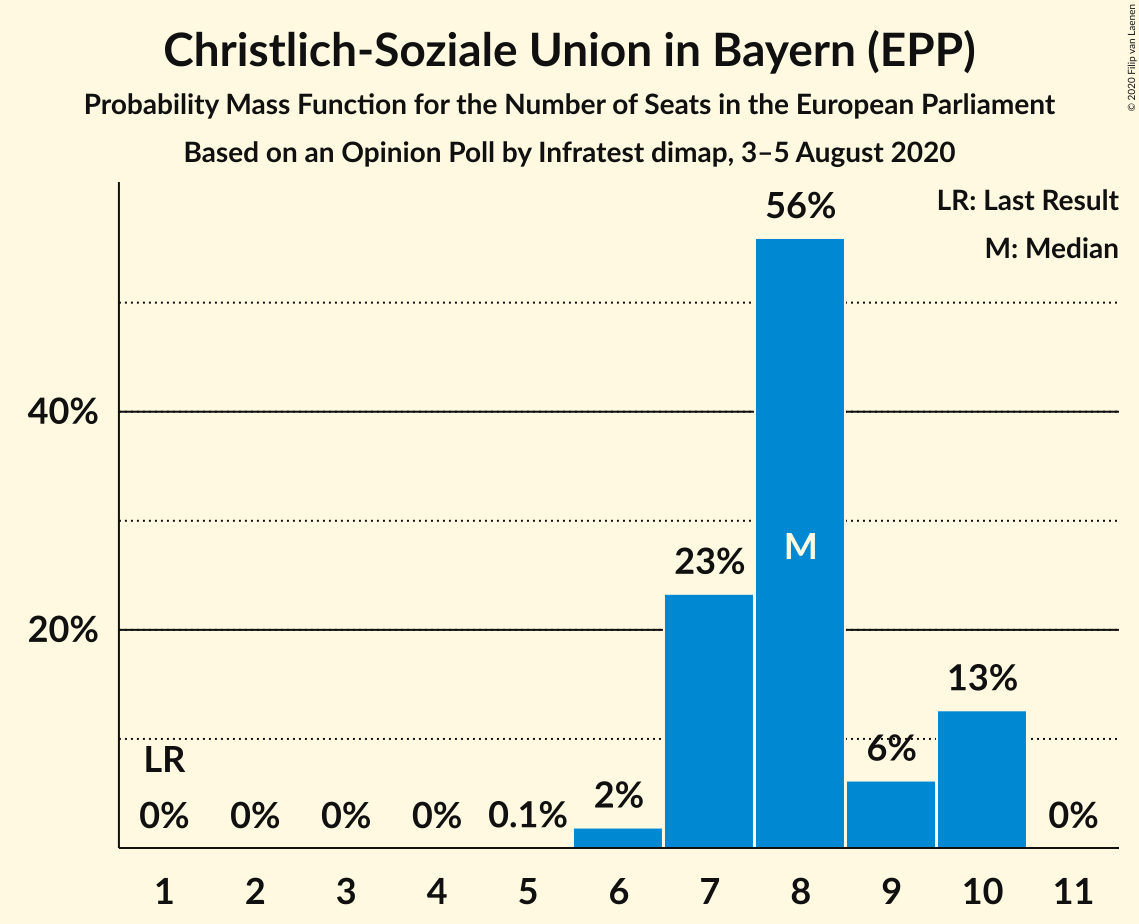 Christlich-Soziale Union in Bayern (EPP)
Probability Mass Function for the Number of Seats in the European Parliament
Based on an Opinion Poll by Infratest dimap, 3–5 August 2020
© 2020 Filip van Laenen
LR: Last Result
M: Median
56%
40%
23%
M
20%
13%
LR
6%
2%
0%
0%
0%
0%
0.1%
0%
1 2 3 4 5 6 7 8 9 10 11